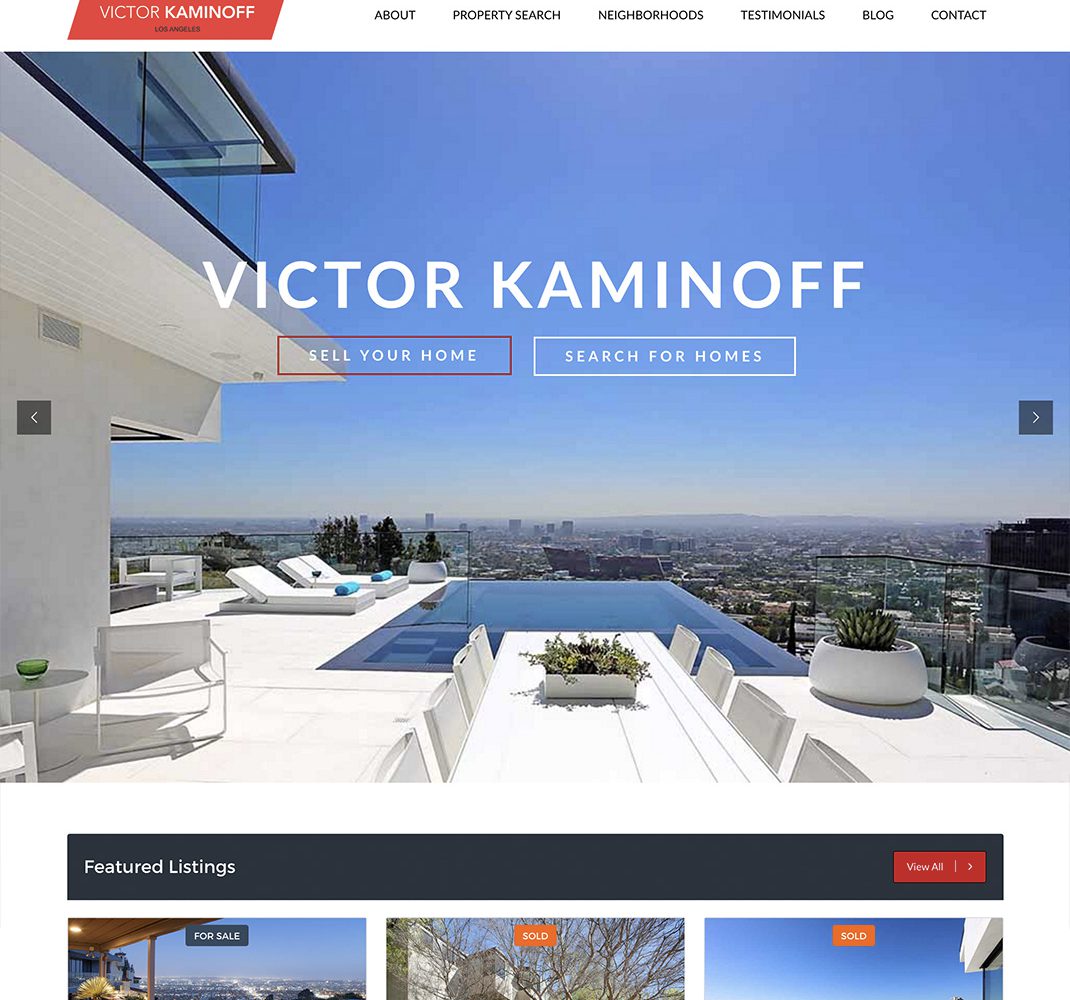 VICTOR KAMINOFF
LOS ANGELES
ABOUT PROPERTY SEARCH NEIGHBORHOODS TESTIMONIALS BLOG CONTACT
VICTOR KAMINOFF
SELL YOUR HOME
SEARCH FOR HOMES
Featured Listings
View All
FOR SALE
SOLD
SOLD